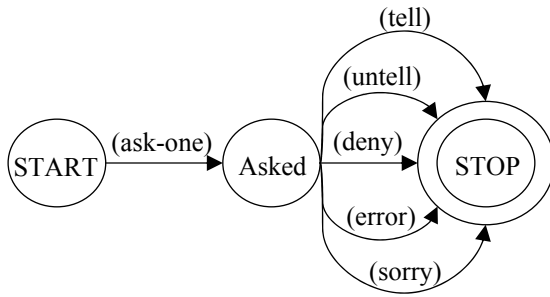 (tell)
(untell)
(ask-one)
(deny)
START
Asked
STOP
(error)
(sorry)